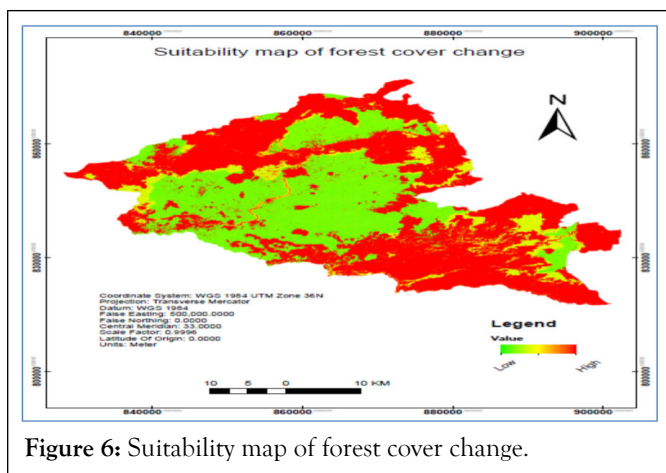 840000 860000 880000 900000
Suitability map of forest cover change
N
860000 860000
830000 830000
800000 800000
Coordinate System: WGS 1984 UTM Zone 36N
Projection: Transverse Mercator
Datum: WGS 1984
False Easting: 500,000.0000
False Northing: 0.0000
Central Meridian: 33.0000
Scale Factor: 0.9996
Latitude Of Origin: 0.0000
Units: Meter
Legend
Value
Low High
10 5 0 10 KM
840000 860000 880000 900000
Figure 6: Suitability map of forest cover change.